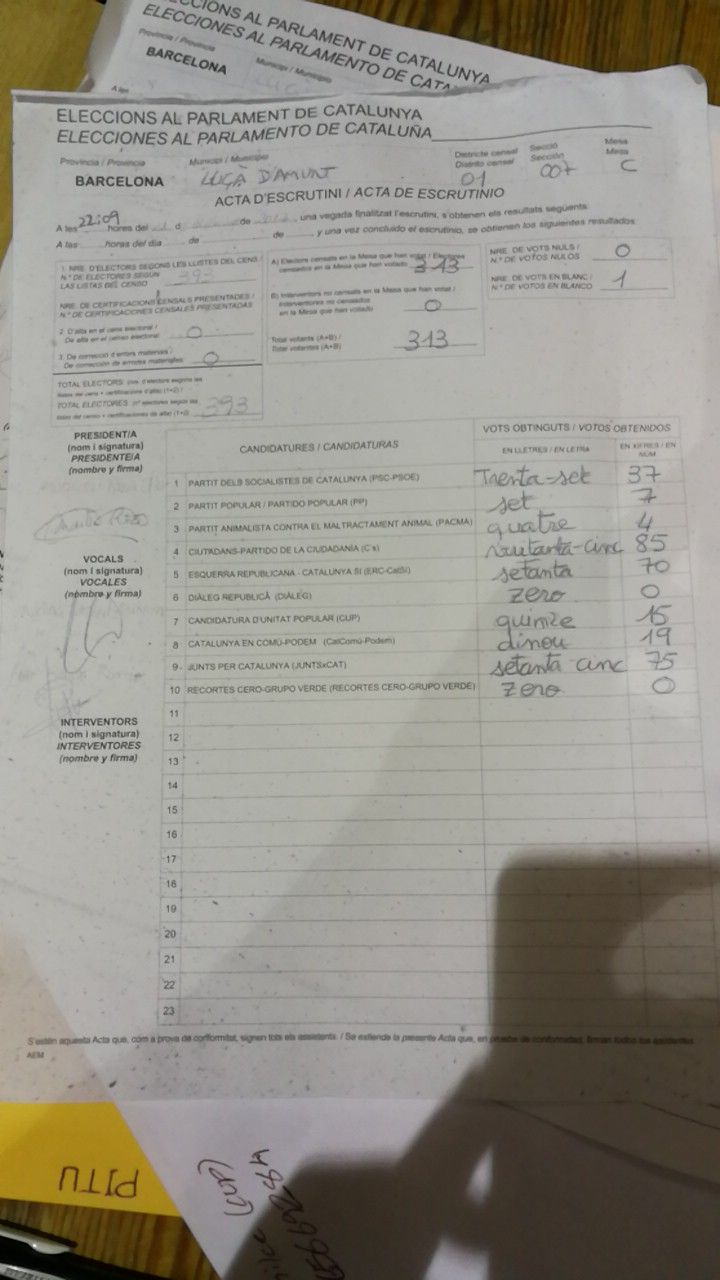 ELECCIONS AL PARLAMENT DE CATALUNYA
ELECCIONES AL PARLAMENTO DE CATA
Província / Provincia
Municipi / Municipio
BARCELONA
A les
ELECCIONS AL PARLAMENT DE CATALUNYA
ELECCIONES AL PARLAMENTO DE CATALUÑA
Província / Provincia Municipi / Municipio Districte censal Distrito censal Secció Sección Mesa Mesa
BARCELONA LLIÇÀ D'AMUNT 01 007 C
ACTA D'ESCRUTINI / ACTA DE ESCRUTINIO
A les 22:09 hores del de de , una vegada finalitzat l'escrutini, s'obtenen els resultats següents:
A las horas del día de de y una vez concluido el escrutinio, se obtienen los siguientes resultados:
1. NRE. D'ELECTORS SEGONS LES LLISTES DEL CENS /
N.º DE ELECTORES SEGÚN
LAS LISTAS DEL CENSO 393
NRE. DE CERTIFICACIONS CENSALS PRESENTADES /
N.º DE CERTIFICACIONES CENSALES PRESENTADAS
2. D'alta en el cens electoral /
De alta en el censo electoral: 0
3. De correcció d'errors materials /
De corrección de errores materiales: 0
TOTAL ELECTORS: (nre. d'electors segons les
llistes del cens + certificacions d'alta) (1+2) /
TOTAL ELECTORES: (n.º electores según las
listas del censo + certificaciones de alta) (1+2) 393
A) Electors censats en la Mesa que han votat / Electores
censados en la Mesa que han votado 313
B) Interventors no censats en la Mesa que han votat /
Interventores no censados
en la Mesa que han votado 0
Total votants (A+B) /
Total votantes (A+B) 313
NRE. DE VOTS NULS /
N.º DE VOTOS NULOS 0
NRE. DE VOTS EN BLANC /
N.º DE VOTOS EN BLANCO 1
PRESIDENT/A
(nom i signatura)
PRESIDENTE/A
(nombre y firma)
VOCALS
(nom i signatura)
VOCALES
(nombre y firma)
INTERVENTORS
(nom i signatura)
INTERVENTORES
(nombre y firma)
CANDIDATURES / CANDIDATURAS VOTS OBTINGUTS / VOTOS OBTENIDOS
EN LLETRES / EN LETRA EN XIFRES / EN NÚM
1 PARTIT DELS SOCIALISTES DE CATALUNYA (PSC-PSOE) Trenta-set 37
2 PARTIT POPULAR / PARTIDO POPULAR (PP) set 7
3 PARTIT ANIMALISTA CONTRA EL MALTRACTAMENT ANIMAL (PACMA) quatre 4
4 CIUTADANS-PARTIDO DE LA CIUDADANÍA (C's) vuitanta-cinc 85
5 ESQUERRA REPUBLICANA - CATALUNYA SÍ (ERC-CatSí) setanta 70
6 DIÀLEG REPUBLICÀ (DIÀLEG) zero 0
7 CANDIDATURA D'UNITAT POPULAR (CUP) quinze 15
8 CATALUNYA EN COMÚ-PODEM (CatComú-Podem) dinou 19
9 JUNTS PER CATALUNYA (JUNTSxCAT) setanta cinc 75
10 RECORTES CERO-GRUPO VERDE (RECORTES CERO-GRUPO VERDE) zero 0
11
12
13
14
15
16
17
18
19
20
21
22
23
S'estén aquesta Acta que, com a prova de conformitat, signen tots els assistents. / Se extiende la presente Acta que, en prueba de conformidad, firman todos los asistentes
AEM
PITU
(CUP)